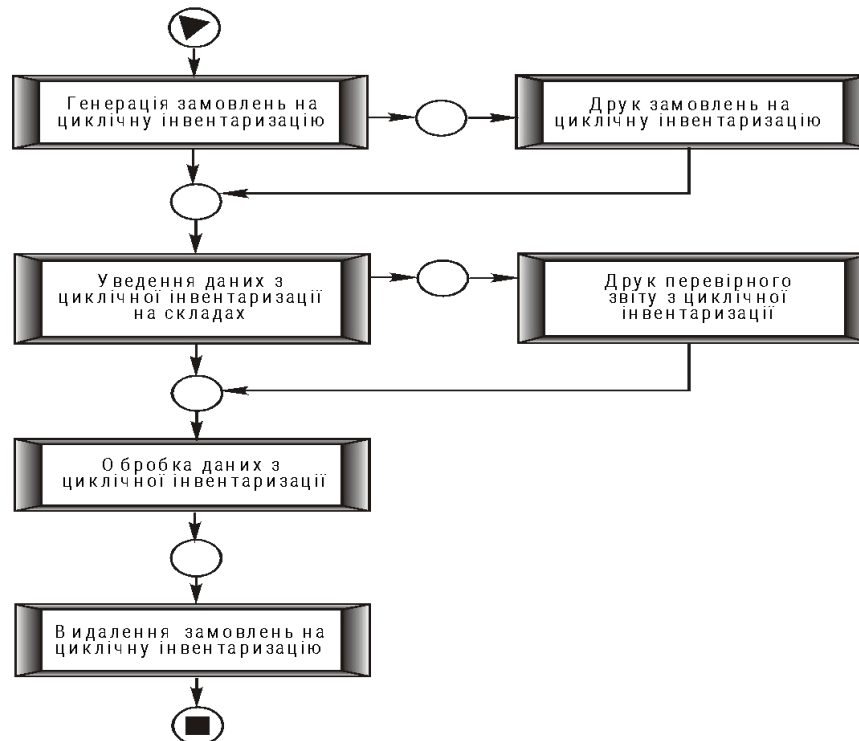 Генерація замовлень на
циклічну інвентаризацію
Друк замовлень на
циклічну інвентаризацію
Уведення даних з
циклічної інвентаризації
на складах
Друк перевірного
звіту з циклічної
інвентаризації
Обробка даних з
циклічної інвентаризації
Видалення замовлень на
циклічну інвентаризацію